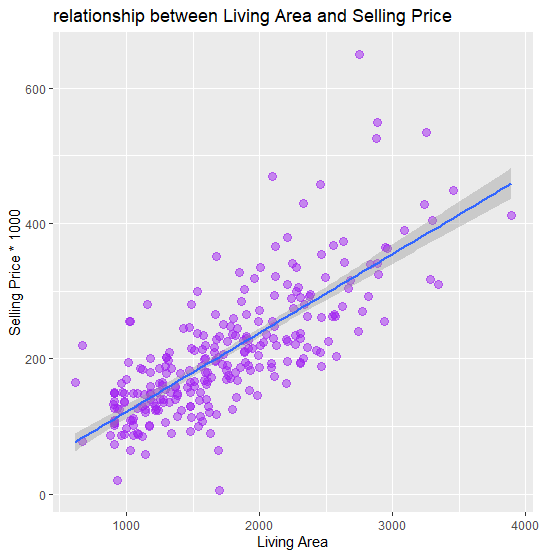 relationship between Living Area and Selling Price
Selling Price * 1000
600
400
200
0
1000 2000 3000 4000
Living Area